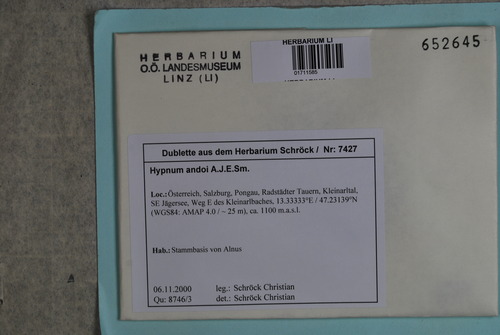 HERBARIUM
O.Ö. LANDESMUSEUM
LINZ (LI)
HERBARIUM LI
01711585
652645
Dublette aus dem Herbarium Schröck / Nr: 7427
Hypnum andoi A.J.E.Sm.
Loc.: Österreich, Salzburg, Pongau, Radstädter Tauern, Kleinarltal,
SE Jägersee, Weg E des Kleinarlbaches, 13.33333°E / 47.23139°N
(WGS84: AMAP 4.0 / ~ 25 m), ca. 1100 m.a.s.l.
Hab.: Stammbasis von Alnus
06.11.2000 leg.: Schröck Christian
Qu: 8746/3 det.: Schröck Christian